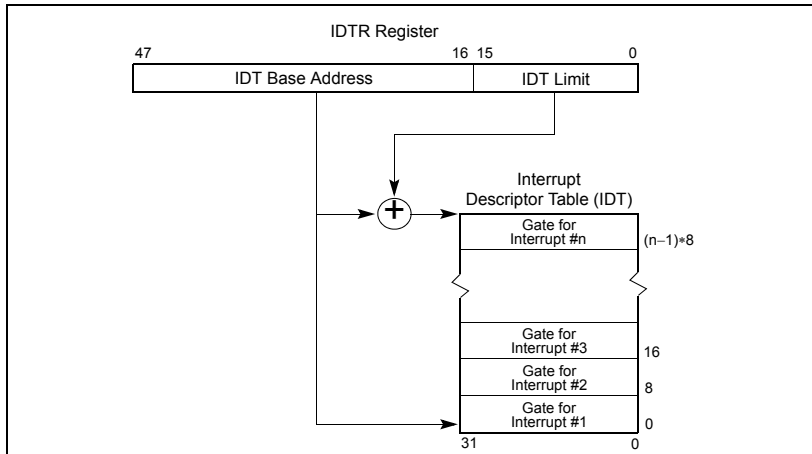 IDTR Register
47 16 15 0
IDT Base Address IDT Limit
+
Interrupt
Descriptor Table (IDT)
Gate for
Interrupt #n
(n−1)∗8
Gate for
Interrupt #3
16
Gate for
Interrupt #2
8
Gate for
Interrupt #1
0
31 0